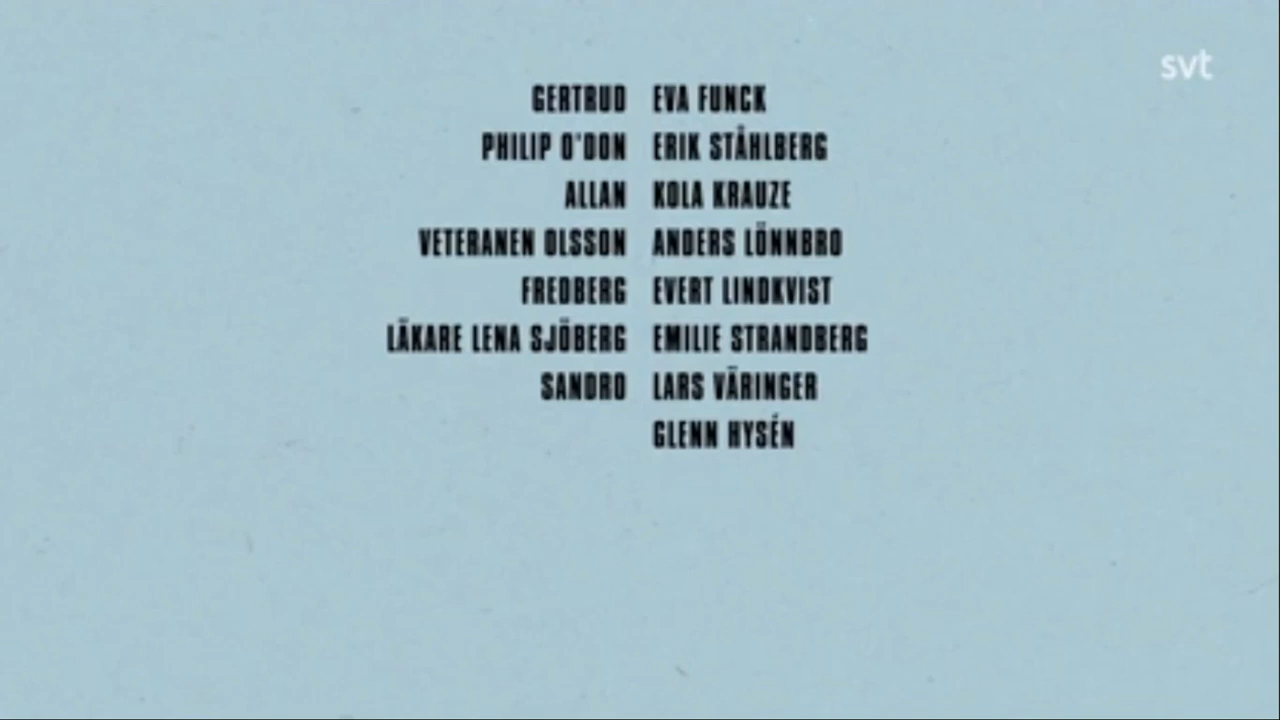 svt
GERTRUD EVA FUNCK
PHILIP O'DON ERIK STÅHLBERG
ALLAN KOLA KRAUZE
VETERANEN OLSSON ANDERS LÖNNBRO
FREDBERG EVERT LINDKVIST
LÄKARE LENA SJÖBERG EMILIE STRANDBERG
SANDRO LARS VÄRINGER
GLENN HYSÉN